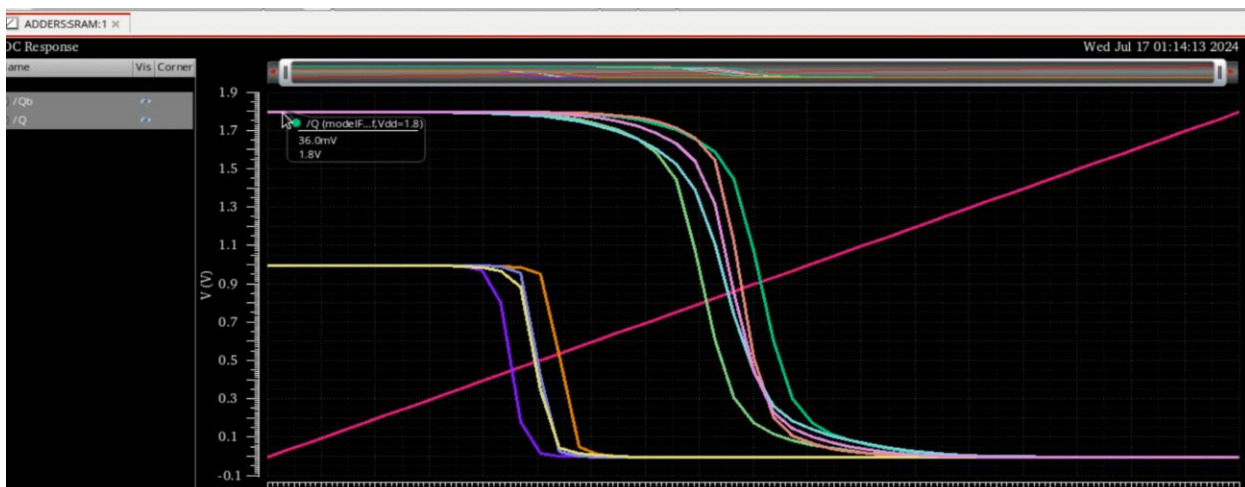 ADDERS:SRAM:1 ×
DC Response
Wed Jul 17 01:14:13 2024
ame Vis Corner
/Qb
/Q
1.9
1.7
1.5
1.3
1.1
0.9
0.7
0.5
0.3
0.1
-0.1
V (V)
/Q (modelF...f,Vdd=1.8)
36.0mV
1.8V